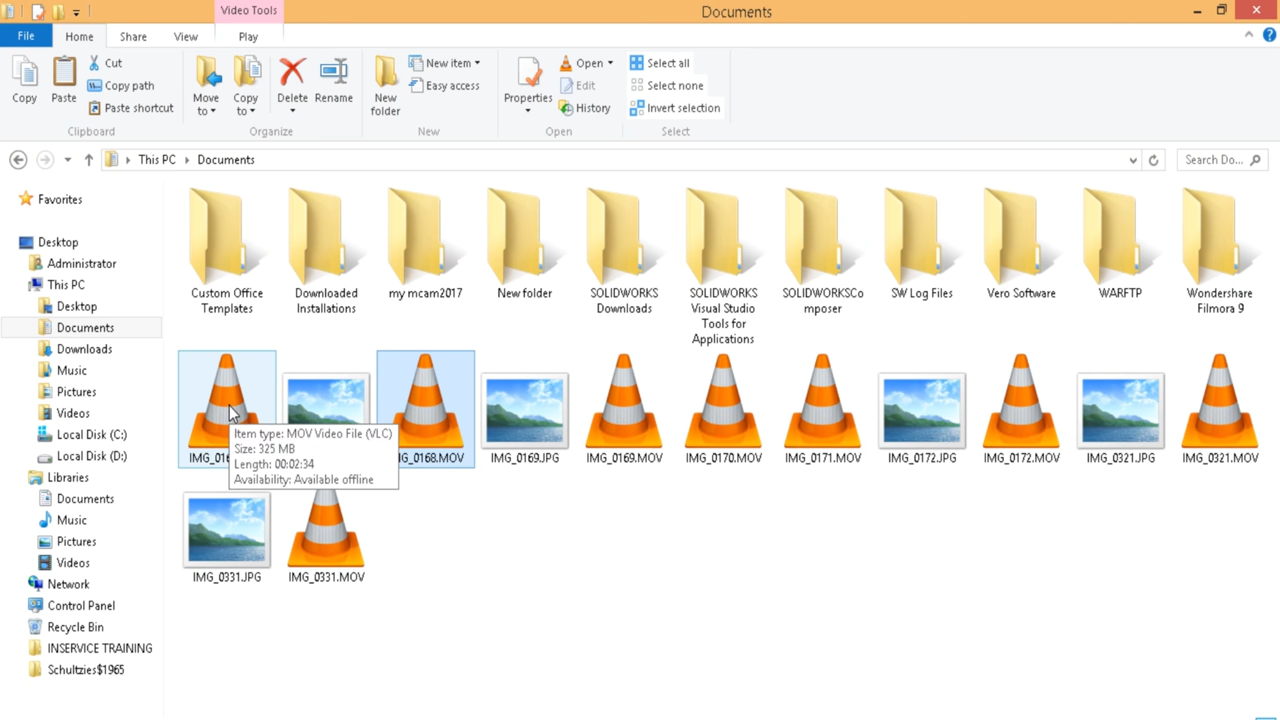 Video Tools
Documents
File
Home
Share
View
Play
Copy
Paste
Cut
Copy path
Paste shortcut
Clipboard
Move to
Copy to
Delete
Rename
Organize
New folder
New item
Easy access
New
Properties
Open
Edit
History
Open
Select all
Select none
Invert selection
Select
This PC
Documents
Search Do...
Favorites
Desktop
Administrator
This PC
Desktop
Documents
Downloads
Music
Pictures
Videos
Local Disk (C:)
Local Disk (D:)
Libraries
Documents
Music
Pictures
Videos
Network
Control Panel
Recycle Bin
INSERVICE TRAINING
Schultzies$1965
Custom Office
Templates
Downloaded
Installations
my mcam2017
New folder
SOLIDWORKS
Downloads
SOLIDWORKS
Visual Studio
Tools for
Applications
SOLIDWORKSCo
mposer
SW Log Files
Vero Software
WARFTP
Wondershare
Filmora 9
Item type: MOV Video File (VLC)
Size: 325 MB
Length: 00:02:34
Availability: Available offline
_0168.MOV
IMG_0169.JPG
IMG_0169.MOV
IMG_0170.MOV
IMG_0171.MOV
IMG_0172.JPG
IMG_0172.MOV
IMG_0321.JPG
IMG_0321.MOV
IMG_0331.JPG
IMG_0331.MOV